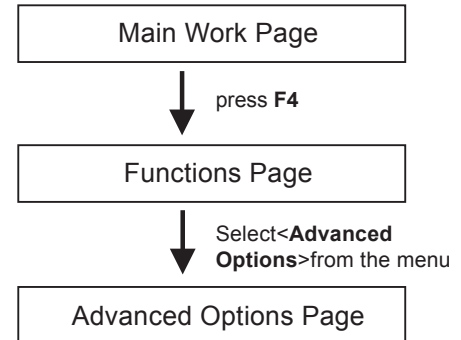 Main Work Page
press F4
Functions Page
Select<Advanced
Options>from the menu
Advanced Options Page